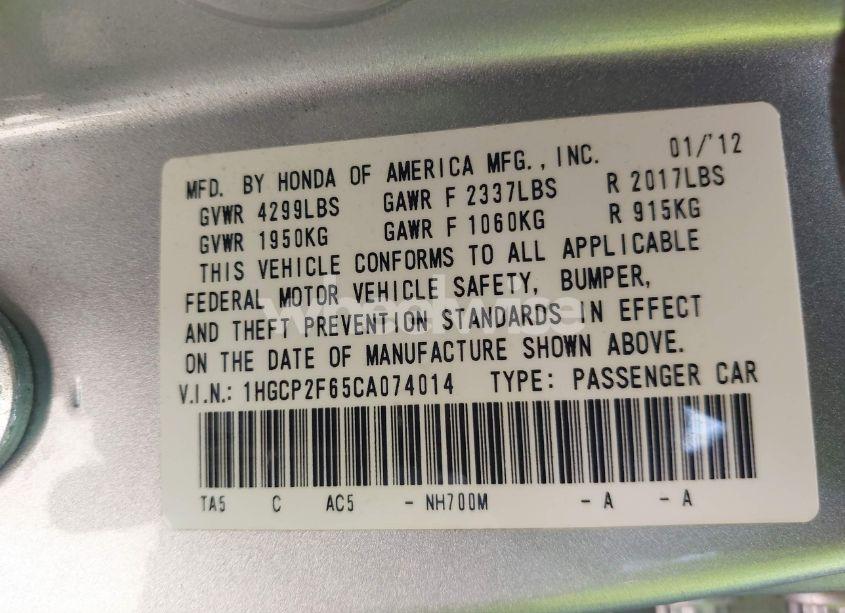 MFD. BY HONDA OF AMERICA MFG., INC. 01/'12
GVWR 4299LBS GAWR F 2337LBS R 2017LBS
GVWR 1950KG GAWR F 1060KG R 915KG
THIS VEHICLE CONFORMS TO ALL APPLICABLE
FEDERAL MOTOR VEHICLE SAFETY, BUMPER,
AND THEFT PREVENTION STANDARDS IN EFFECT
ON THE DATE OF MANUFACTURE SHOWN ABOVE.
V.I.N.: 1HGCP2F65CA074014 TYPE: PASSENGER CAR
TA5 C AC5 - NH700M - A - A